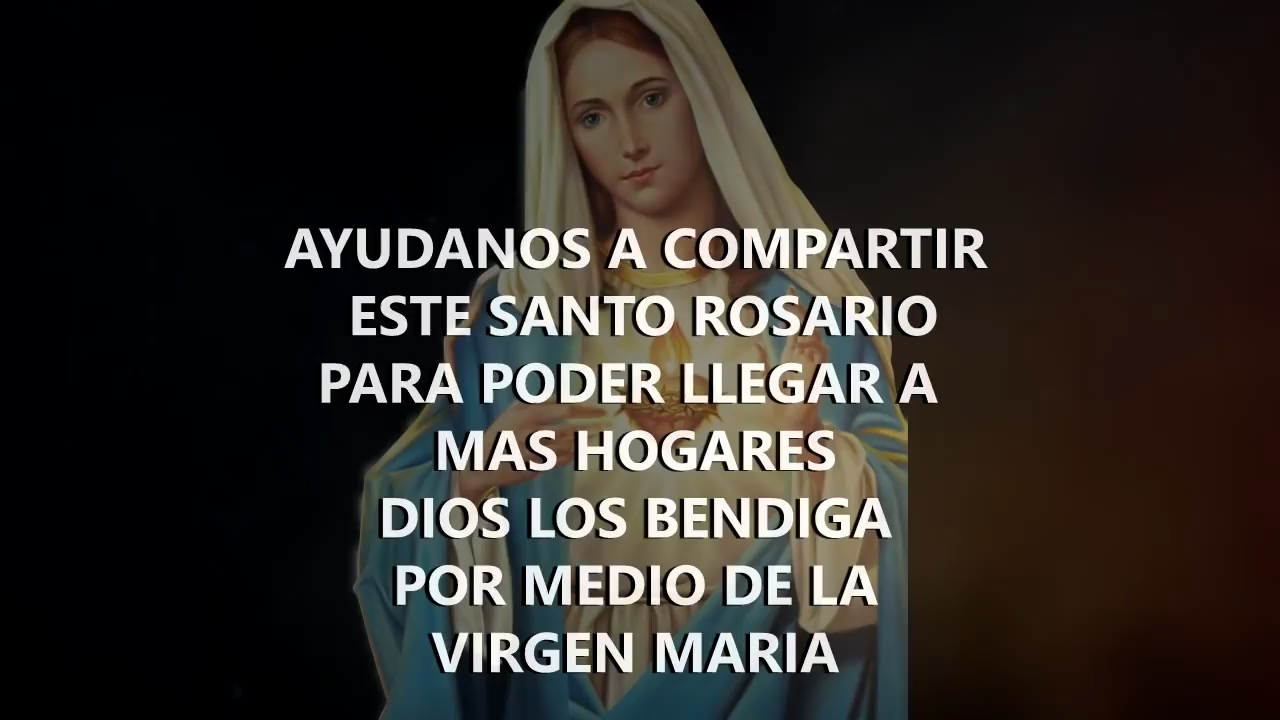 AYUDANOS A COMPARTIR
ESTE SANTO ROSARIO
PARA PODER LLEGAR A
MAS HOGARES
DIOS LOS BENDIGA
POR MEDIO DE LA
VIRGEN MARIA